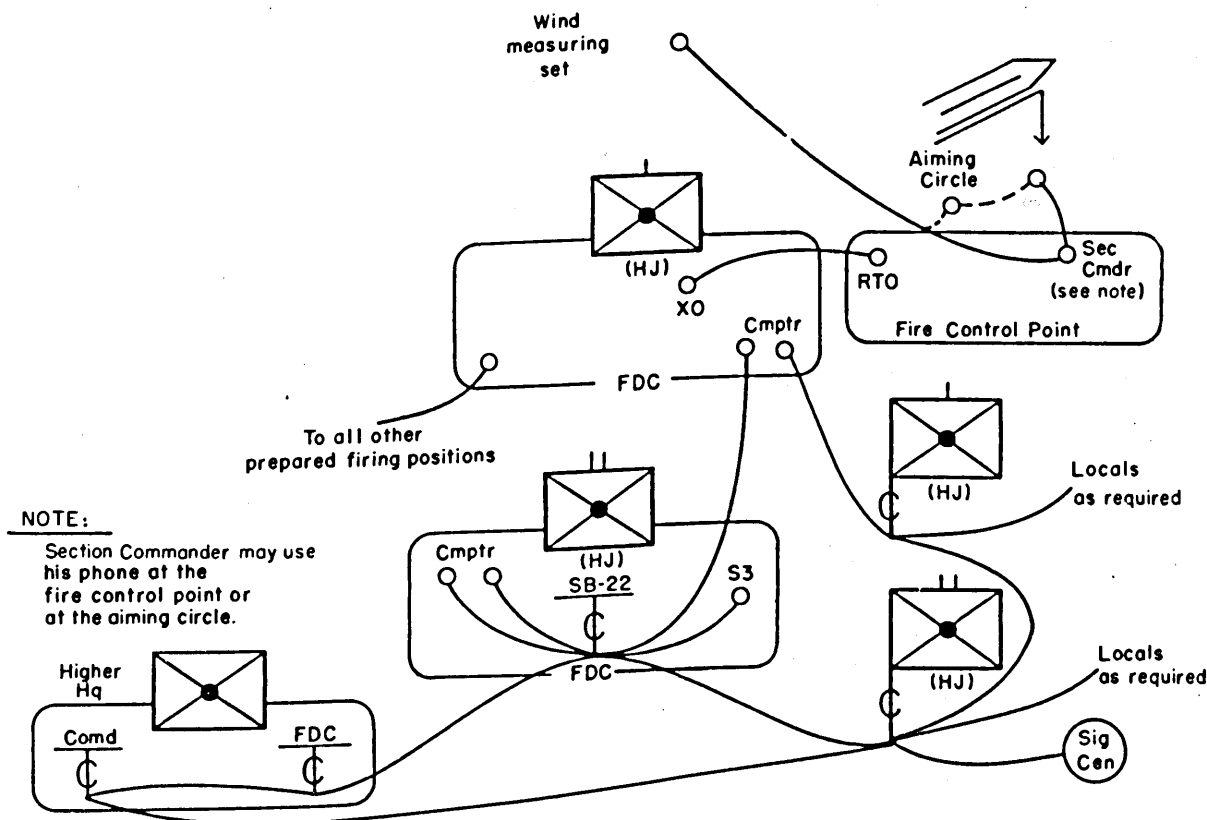 Wind
measuring
set
Aiming
Circle
(HJ)
XO
RTO
Sec
Cmdr
(see note)
Cmptr
Fire Control Point
FDC
To all other
prepared firing positions
(HJ)
Locals
as required
NOTE:
Section Commander may use
his phone at the
fire control point or
at the aiming circle.
Cmptr
(HJ)
SB-22
S3
FDC
(HJ)
Locals
as required
Higher
Hq
Comd
FDC
Sig
Cen